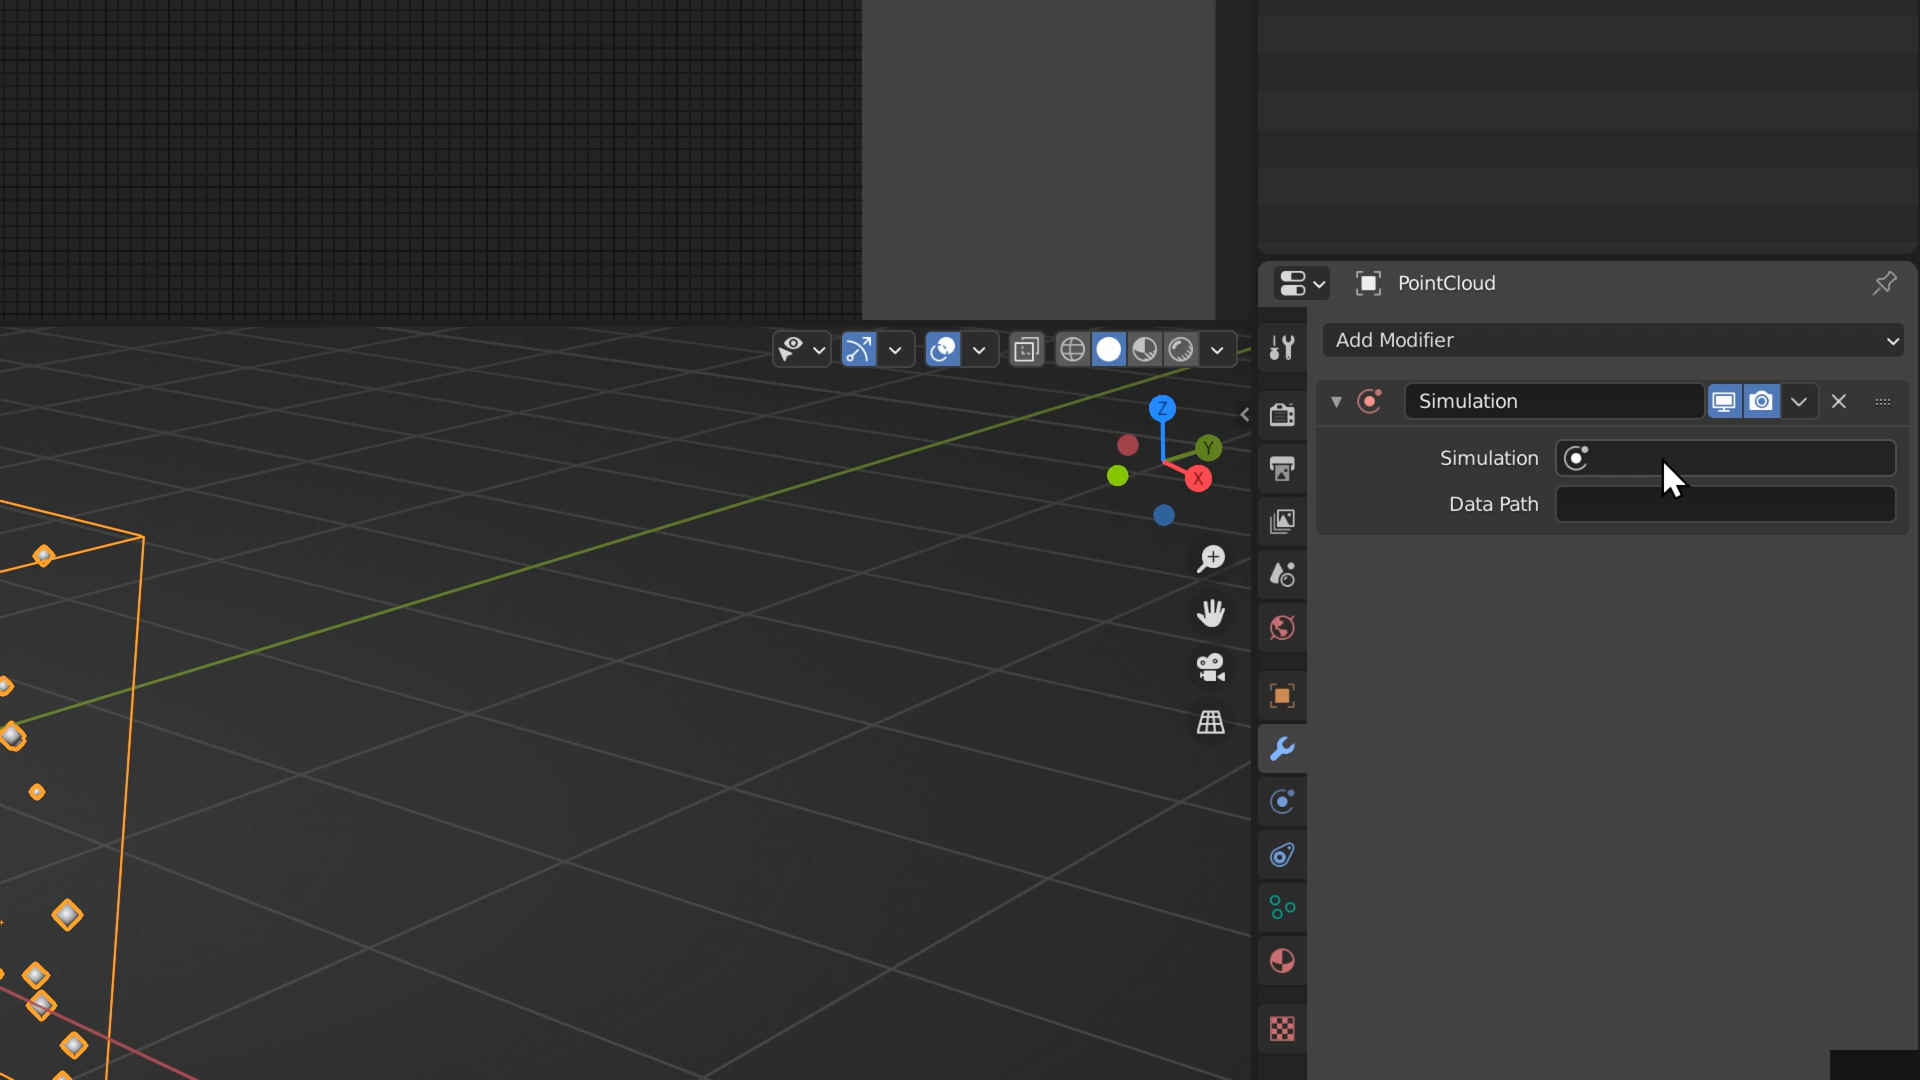 PointCloud
Add Modifier
Simulation
Z
Y
X
Simulation
Data Path